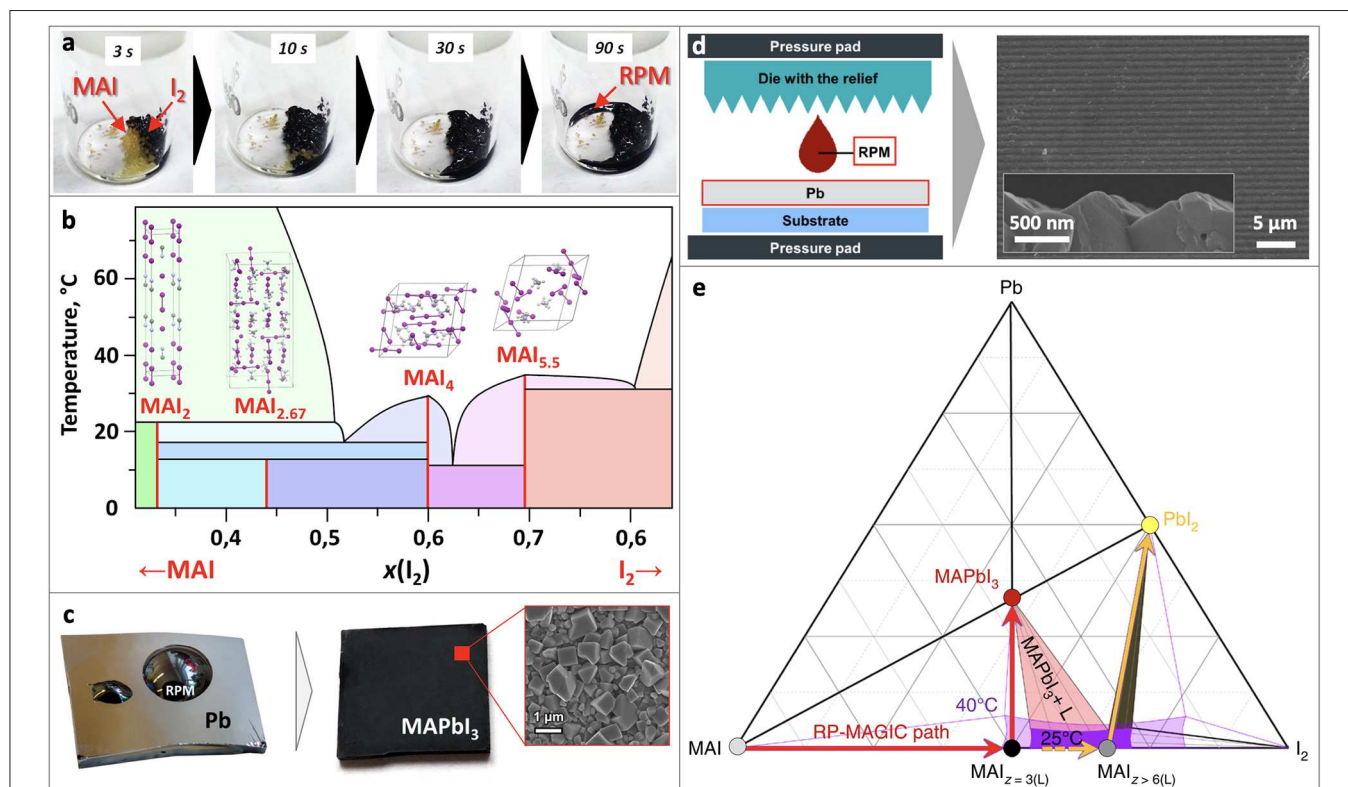 a
3 s
10 s
30 s
90 s
MAI
I2
RPM
b
Temperature, °C
60
40
20
0
MAI2
MAI2.67
MAI4
MAI5.5
0,4
0,5
0,6
0,7
0,6
←MAI
x(I2)
I2→
c
RPM
Pb
MAPbI3
1 µm
d
Pressure pad
Die with the relief
RPM
Pb
Substrate
Pressure pad
500 nm
5 µm
e
Pb
PbI2
MAPbI3
MAPbI3 + L
40°C
RP-MAGIC path
25°C
MAI
I2
MAIz = 3(L)
MAIz > 6(L)